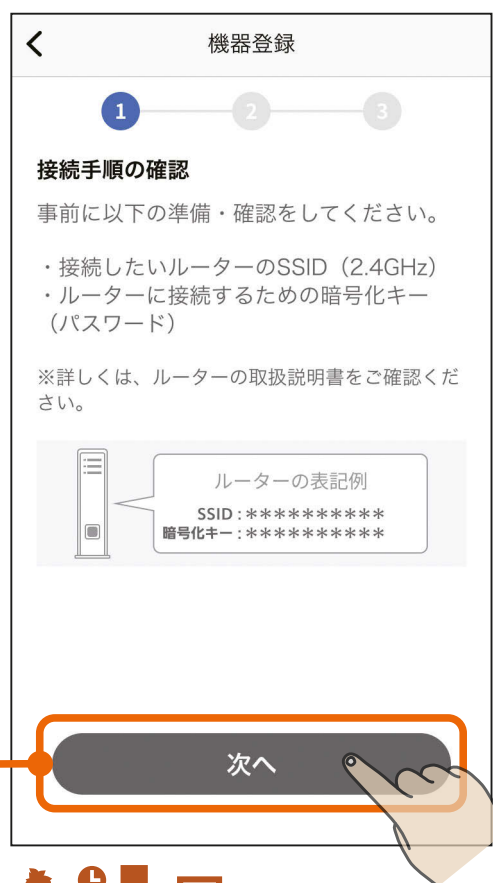 機器登録
1 2 3
接続手順の確認
事前に以下の準備・確認をしてください。
・接続したいルーターのSSID（2.4GHz）
・ルーターに接続するための暗号化キー
（パスワード）
※詳しくは、ルーターの取扱説明書をご確認くだ
さい。
ルーターの表記例
SSID:**********
暗号化キー:**********
次へ